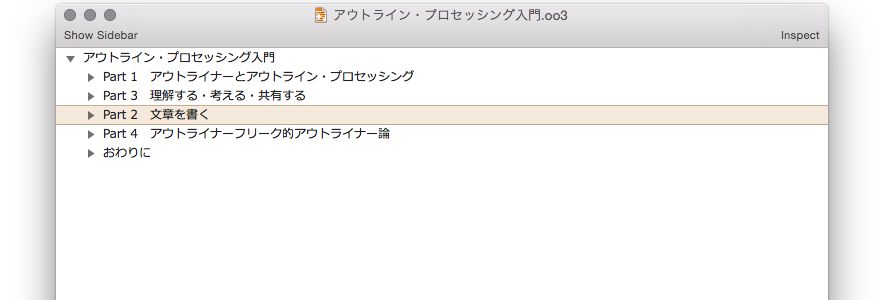 アウトライン・プロセッシング入門.oo3
Show Sidebar Inspect
アウトライン・プロセッシング入門
Part 1　アウトライナーとアウトライン・プロセッシング
Part 3　理解する・考える・共有する
Part 2　文章を書く
Part 4　アウトライナーフリーク的アウトライナー論
おわりに